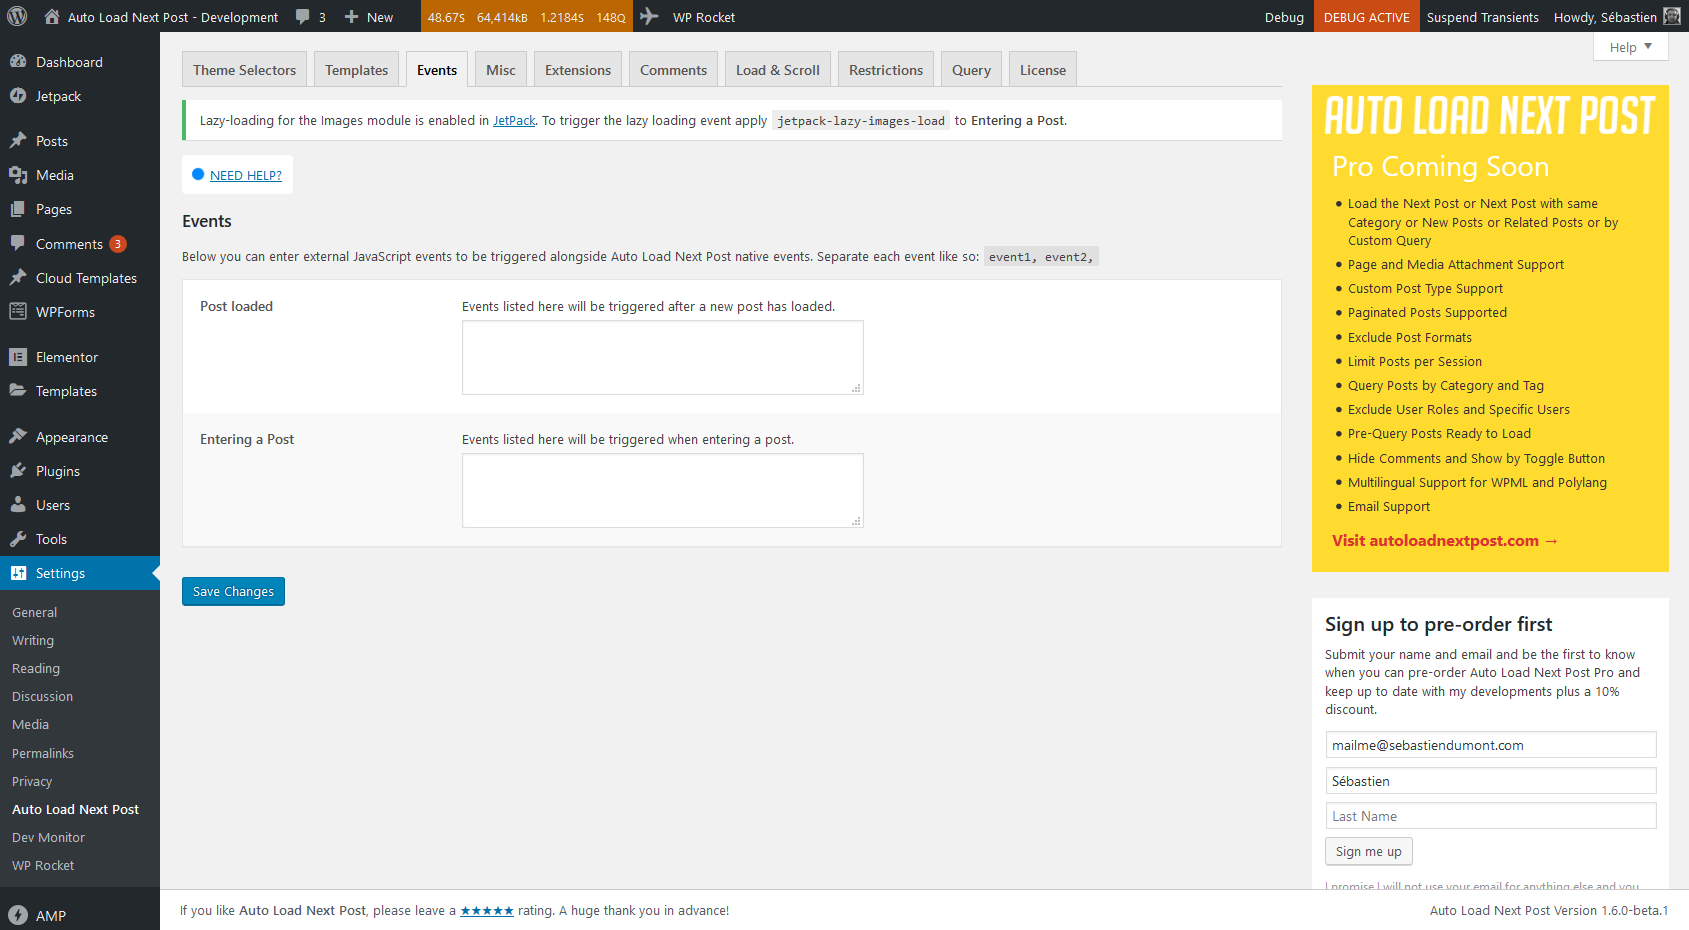 Auto Load Next Post - Development 3 New 48.67s 64,414kB 1.2184s 148Q WP Rocket Debug DEBUG ACTIVE Suspend Transients Howdy, Sébastien
Dashboard
Jetpack
Posts
Media
Pages
Comments 3
Cloud Templates
WPForms
Elementor
Templates
Appearance
Plugins
Users
Tools
Settings
General
Writing
Reading
Discussion
Media
Permalinks
Privacy
Auto Load Next Post
Dev Monitor
WP Rocket
AMP
Help
Theme Selectors Templates Events Misc Extensions Comments Load & Scroll Restrictions Query License
Lazy-loading for the Images module is enabled in JetPack. To trigger the lazy loading event apply jetpack-lazy-images-load to Entering a Post.
NEED HELP?
Events
Below you can enter external JavaScript events to be triggered alongside Auto Load Next Post native events. Separate each event like so: event1, event2,
Post loaded
Events listed here will be triggered after a new post has loaded.
Entering a Post
Events listed here will be triggered when entering a post.
Save Changes
AUTO LOAD NEXT POST
Pro Coming Soon
Load the Next Post or Next Post with same
Category or New Posts or Related Posts or by
Custom Query
Page and Media Attachment Support
Custom Post Type Support
Paginated Posts Supported
Exclude Post Formats
Limit Posts per Session
Query Posts by Category and Tag
Exclude User Roles and Specific Users
Pre-Query Posts Ready to Load
Hide Comments and Show by Toggle Button
Multilingual Support for WPML and Polylang
Email Support
Visit autoloadnextpost.com →
Sign up to pre-order first
Submit your name and email and be the first to know
when you can pre-order Auto Load Next Post Pro and
keep up to date with my developments plus a 10%
discount.
mailme@sebastiendumont.com
Sébastien
Last Name
Sign me up
I promise I will not use your email for anything else and you
If you like Auto Load Next Post, please leave a ★★★★★ rating. A huge thank you in advance!
Auto Load Next Post Version 1.6.0-beta.1